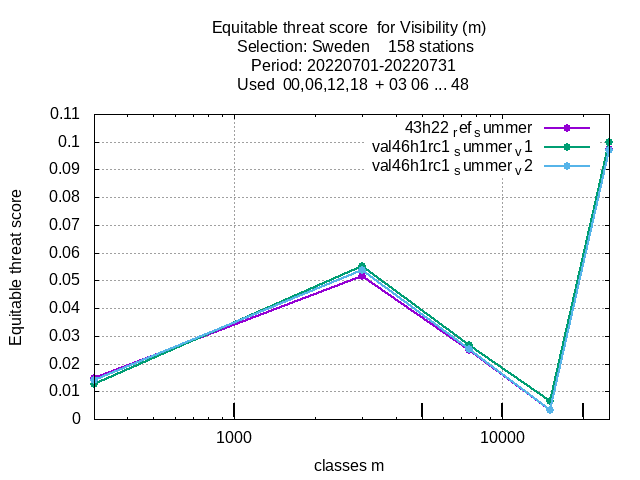 Equitable threat score  for Visibility (m)
Selection: Sweden    158 stations
Period: 20220701-20220731
Used  00,06,12,18  + 03 06 ... 48
0.11
0.1
0.09
0.08
0.07
0.06
0.05
0.04
0.03
0.02
0.01
0
Equitable threat score
43h22 ref summer
val46h1rc1 summer v1
val46h1rc1 summer v2
1000
10000
classes m